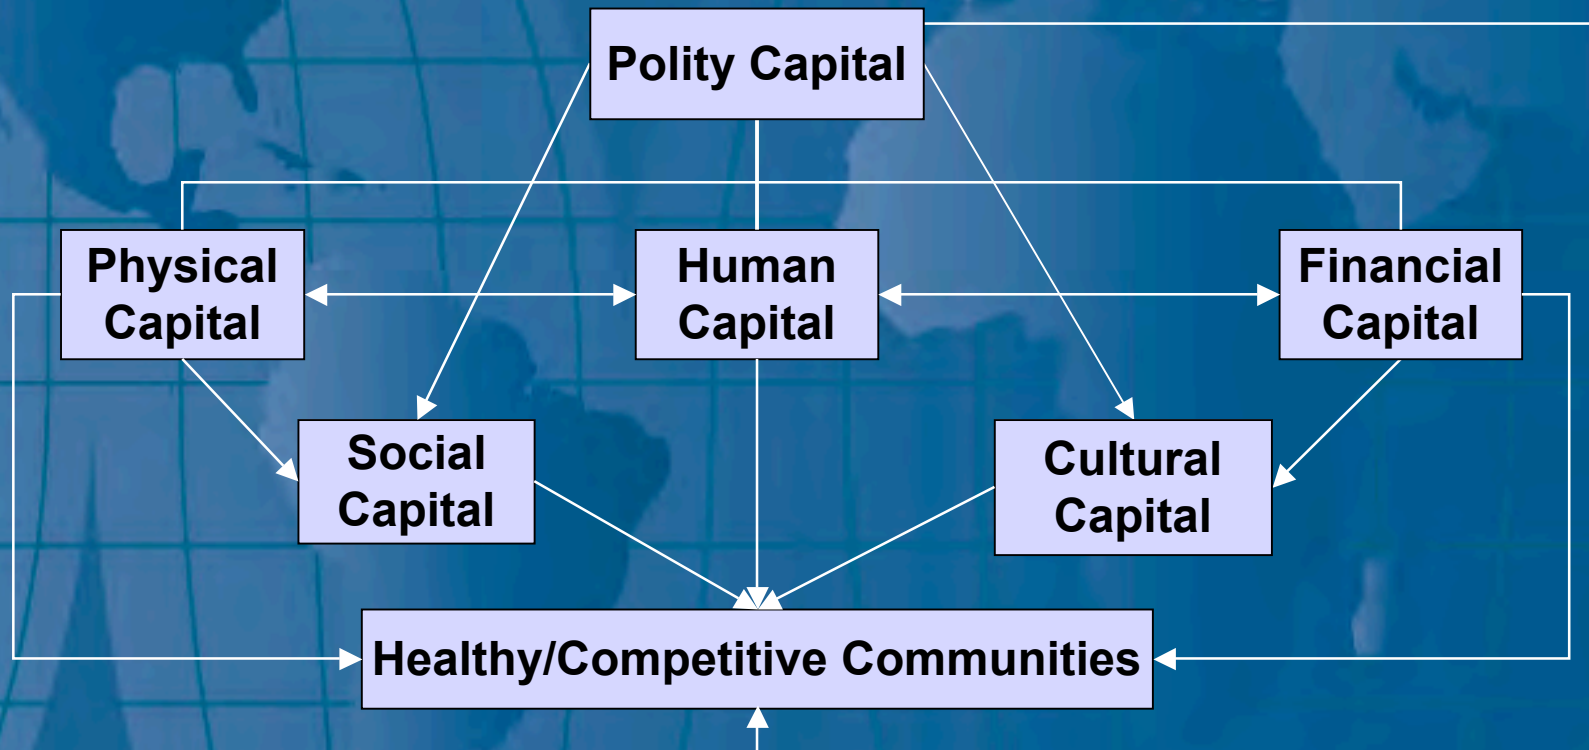 Polity Capital
Physical
Capital
Human
Capital
Financial
Capital
Social
Capital
Cultural
Capital
Healthy/Competitive Communities